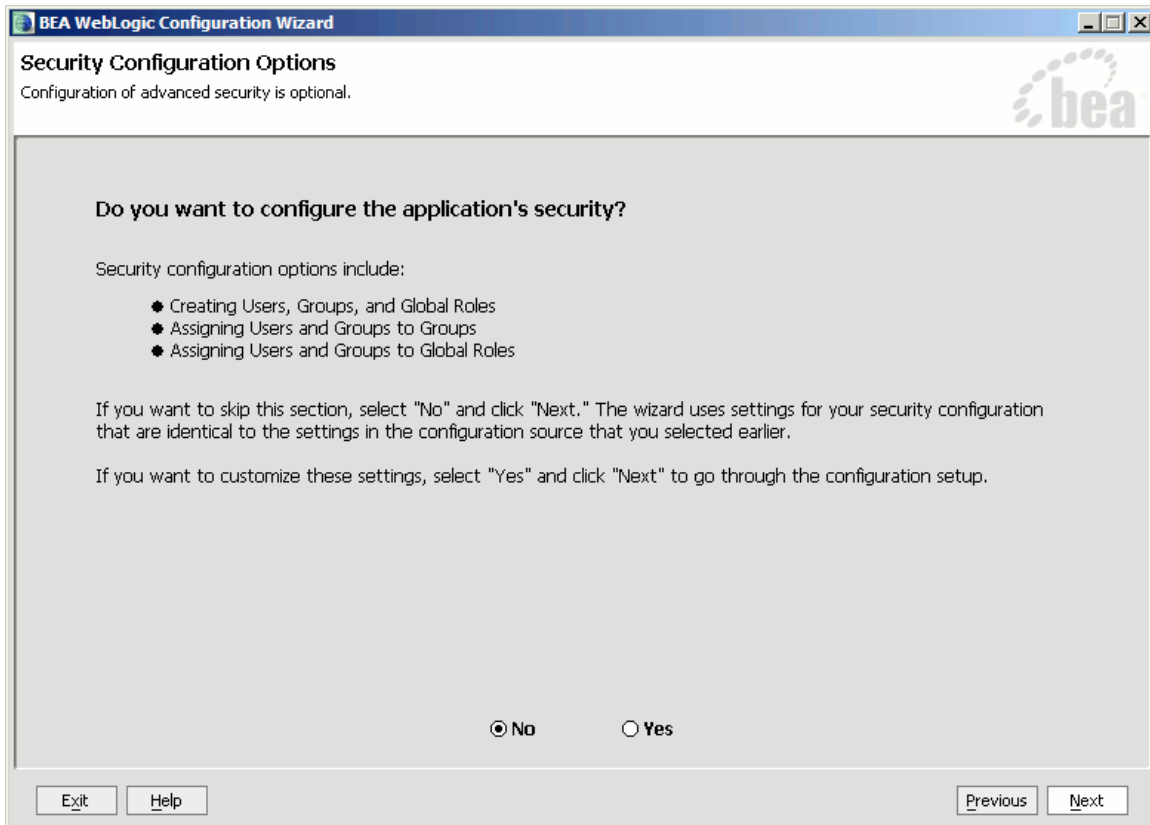 BEA WebLogic Configuration Wizard
Security Configuration Options
Configuration of advanced security is optional.
bea
Do you want to configure the application's security?
Security configuration options include:
Creating Users, Groups, and Global Roles
Assigning Users and Groups to Groups
Assigning Users and Groups to Global Roles
If you want to skip this section, select "No" and click "Next." The wizard uses settings for your security configuration
that are identical to the settings in the configuration source that you selected earlier.
If you want to customize these settings, select "Yes" and click "Next" to go through the configuration setup.
No Yes
Exit Help Previous Next